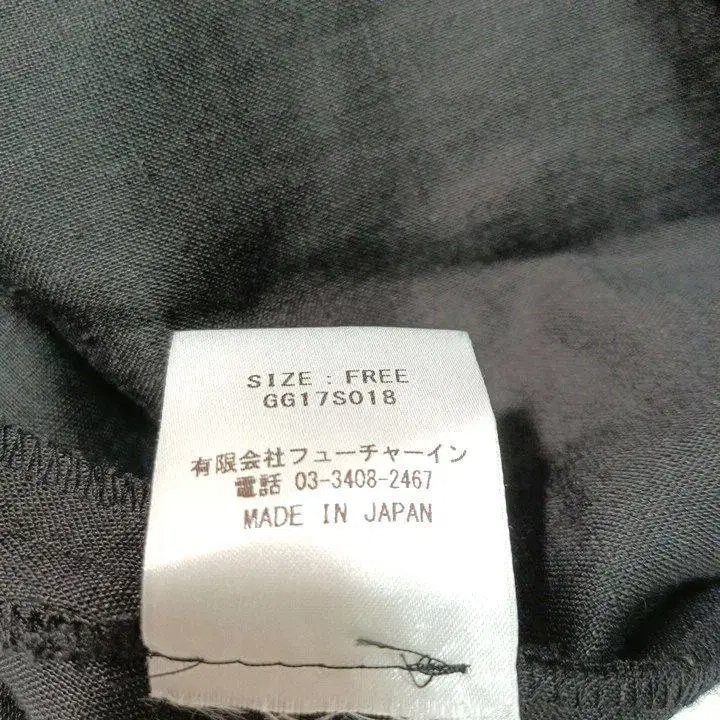 SIZE : FREE
GG17S018
有限会社フューチャーイン
電話 03-3408-2467
MADE IN JAPAN